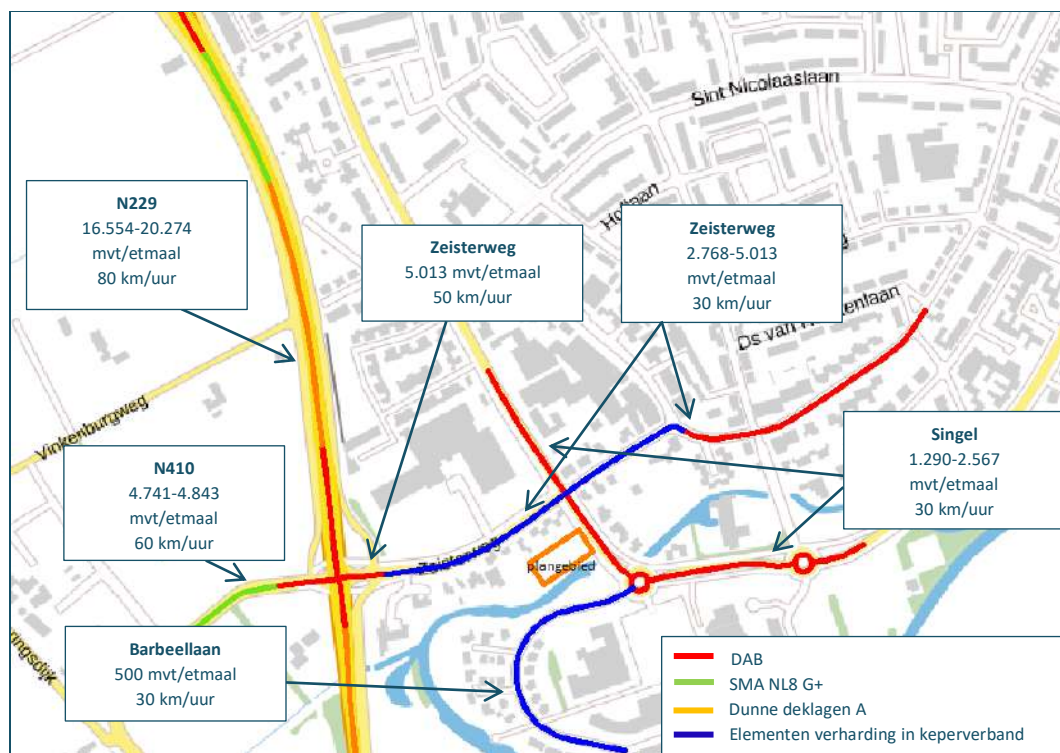 Sint Nicolaaslaan
N229
16.554-20.274
mvt/etmaal
80 km/uur
Zeisterweg
5.013 mvt/etmaal
50 km/uur
Zeisterweg
2.768-5.013
mvt/etmaal
30 km/uur
Vinkenburgweg
N410
4.741-4.843
mvt/etmaal
60 km/uur
Singel
1.290-2.567
mvt/etmaal
30 km/uur
Zeisterweg
plangebied
Barbeellaan
500 mvt/etmaal
30 km/uur
DAB
SMA NL8 G+
Dunne deklagen A
Elementen verharding in keperverband